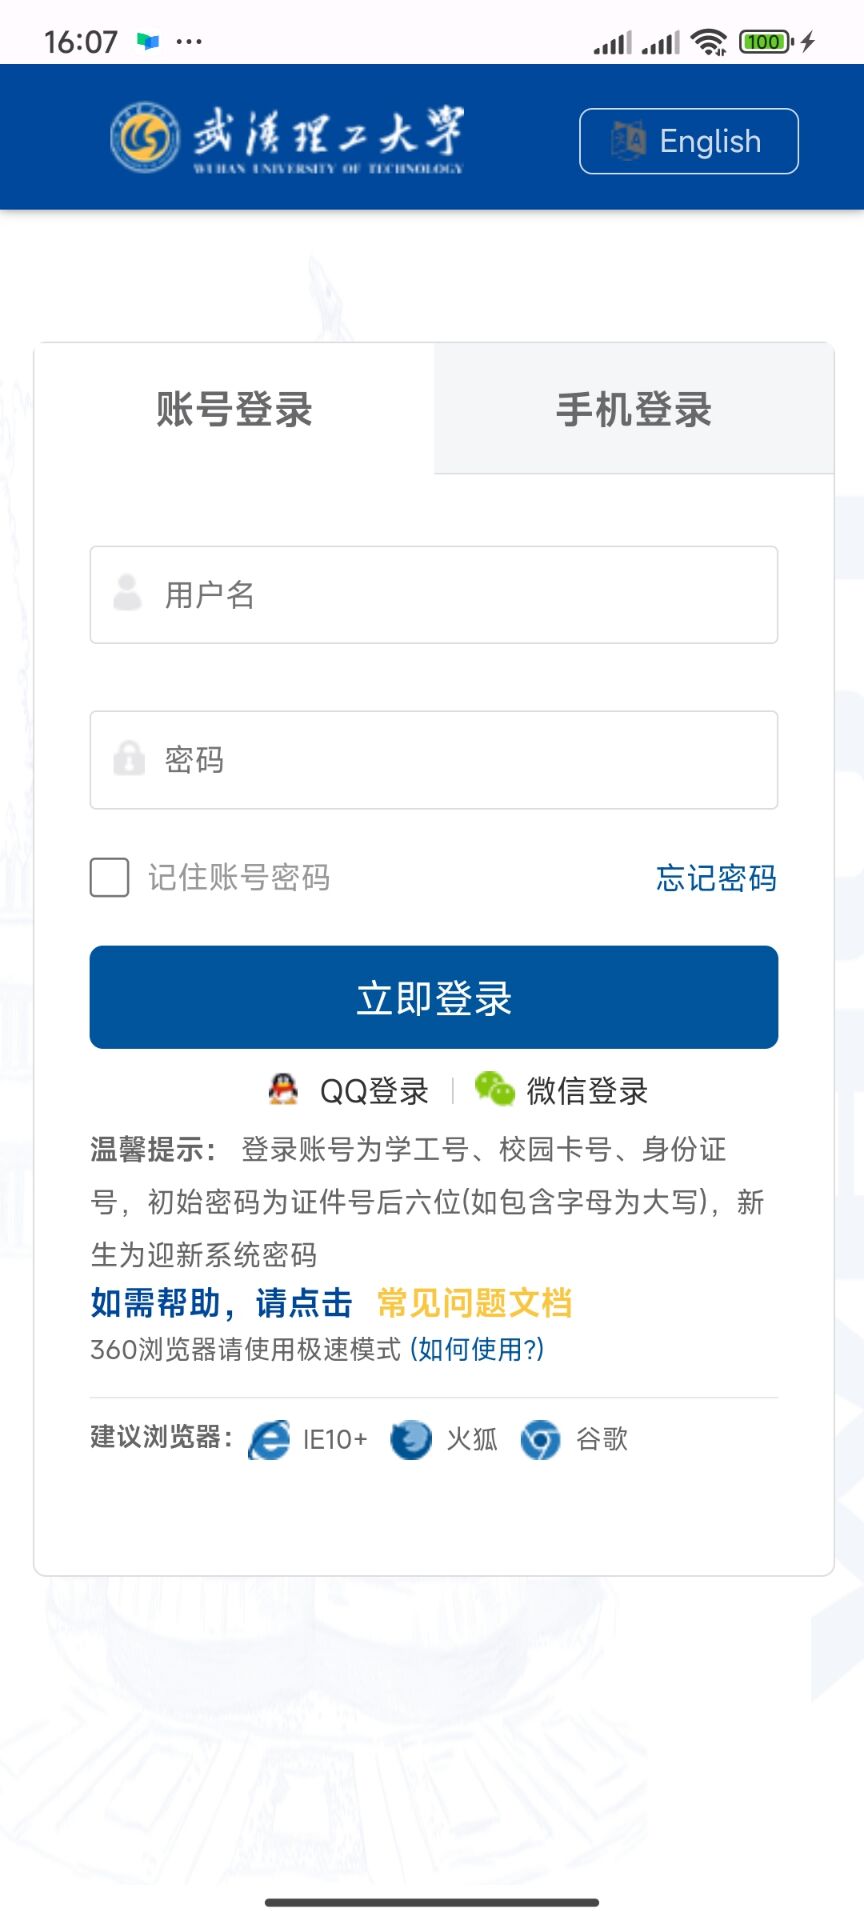 16:07
100
武漢理工大學
WUHAN UNIVERSITY OF TECHNOLOGY
English
账号登录
手机登录
用户名
密码
记住账号密码
忘记密码
立即登录
QQ登录
微信登录
温馨提示： 登录账号为学工号、校园卡号、身份证
号，初始密码为证件号后六位(如包含字母为大写)，新
生为迎新系统密码
如需帮助，请点击 常见问题文档
360浏览器请使用极速模式 (如何使用?)
建议浏览器： IE10+ 火狐 谷歌